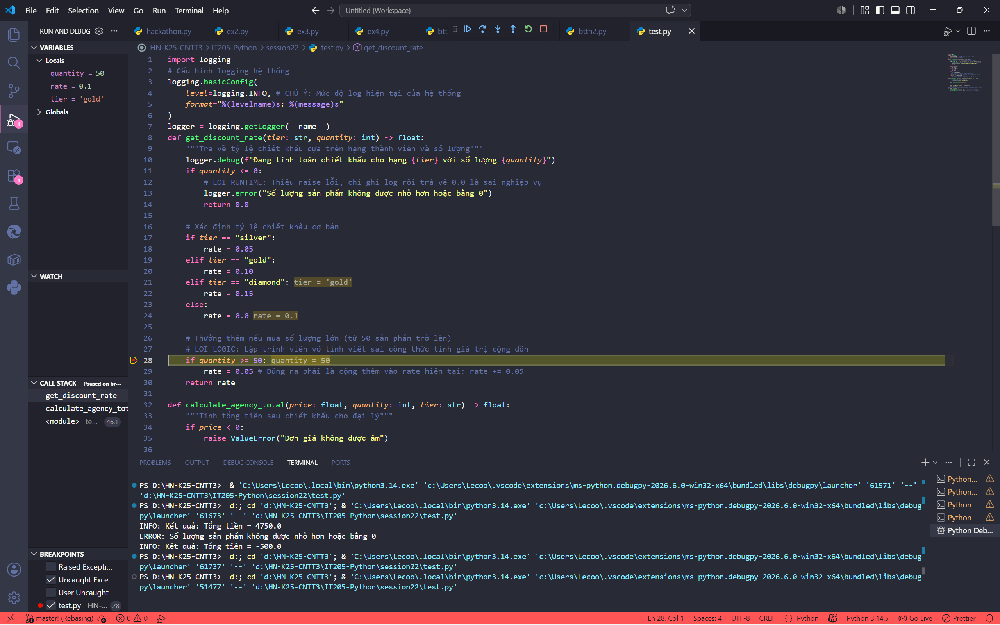 File Edit Selection View Go Run Terminal Help
Untitled (Workspace)
RUN AND DEBUG
hackathon.py
ex2.py
ex3.py
ex4.py
btt
btth2.py
test.py
VARIABLES
Locals
quantity = 50
rate = 0.1
tier = 'gold'
Globals
1
1
WATCH
CALL STACK Paused on br...
get_discount_rate
calculate_agency_tot
<module> te... 46:1
BREAKPOINTS
Raised Excepti...
Uncaught Exce...
User Uncaught...
test.py HN-... 28
HN-K25-CNTT3 > IT205-Python > session22 > test.py > get_discount_rate
1 import logging
2 # Cấu hình logging hệ thống
3 logging.basicConfig(
4 level=logging.INFO, # CHÚ Ý: Mức độ log hiện tại của hệ thống
5 format="%(levelname)s: %(message)s"
6 )
7 logger = logging.getLogger(__name__)
8 def get_discount_rate(tier: str, quantity: int) -> float:
9 """Trả về tỷ lệ chiết khấu dựa trên hạng thành viên và số lượng"""
10 logger.debug(f"Đang tính toán chiết khấu cho hạng {tier} với số lượng {quantity}")
11 if quantity <= 0:
12 # LOI RUNTIME: Thiếu raise lỗi, chỉ ghi log rồi trả về 0.0 là sai nghiệp vụ
13 logger.error("Số lượng sản phẩm không được nhỏ hơn hoặc bằng 0")
14 return 0.0
15
16 # Xác định tỷ lệ chiết khấu cơ bản
17 if tier == "silver":
18 rate = 0.05
19 elif tier == "gold":
20 rate = 0.10
21 elif tier == "diamond": tier = 'gold'
22 rate = 0.15
23 else:
24 rate = 0.0 rate = 0.1
25
26 # Thưởng thêm nếu mua số lượng lớn (từ 50 sản phẩm trở lên)
27 # LOI LOGIC: Lập trình viên vô tình viết sai công thức tính giá trị cộng dồn
28 if quantity >= 50: quantity = 50
29 rate = 0.05 # Đúng ra phải là cộng thêm vào rate hiện tại: rate += 0.05
30 return rate
31
32 def calculate_agency_total(price: float, quantity: int, tier: str) -> float:
33 """Tính tổng tiền sau chiết khấu cho đại lý"""
34 if price < 0:
35 raise ValueError("Đơn giá không được âm")
36
PROBLEMS OUTPUT DEBUG CONSOLE TERMINAL PORTS
PS D:\HN-K25-CNTT3> & 'C:\Users\Lecoo\.local\bin\python3.14.exe' 'c:\Users\Lecoo\.vscode\extensions\ms-python.debugpy-2026.6.0-win32-x64\bundled\libs\debugpy\launcher' '61571' '--'
'd:\HN-K25-CNTT3\IT205-Python\session22\test.py'
PS D:\HN-K25-CNTT3> d:; cd 'd:\HN-K25-CNTT3'; & 'C:\Users\Lecoo\.local\bin\python3.14.exe' 'c:\Users\Lecoo\.vscode\extensions\ms-python.debugpy-2026.6.0-win32-x64\bundled\libs\debug
py\launcher' '61673' '--' 'd:\HN-K25-CNTT3\IT205-Python\session22\test.py'
INFO: Kết quả: Tổng tiền = 4750.0
ERROR: Số lượng sản phẩm không được nhỏ hơn hoặc bằng 0
INFO: Kết quả: Tổng tiền = -500.0
PS D:\HN-K25-CNTT3> d:; cd 'd:\HN-K25-CNTT3'; & 'C:\Users\Lecoo\.local\bin\python3.14.exe' 'c:\Users\Lecoo\.vscode\extensions\ms-python.debugpy-2026.6.0-win32-x64\bundled\libs\debug
py\launcher' '61737' '--' 'd:\HN-K25-CNTT3\IT205-Python\session22\test.py'
PS D:\HN-K25-CNTT3> d:; cd 'd:\HN-K25-CNTT3'; & 'C:\Users\Lecoo\.local\bin\python3.14.exe' 'c:\Users\Lecoo\.vscode\extensions\ms-python.debugpy-2026.6.0-win32-x64\bundled\libs\debug
py\launcher' '51477' '--' 'd:\HN-K25-CNTT3\IT205-Python\session22\test.py'
Python...
Python...
Python...
Python...
Python Deb...
master! (Rebasing) 0 0
Ln 28, Col 1 Spaces: 4 UTF-8 CRLF { } Python Python 3.14.5 Go Live Prettier